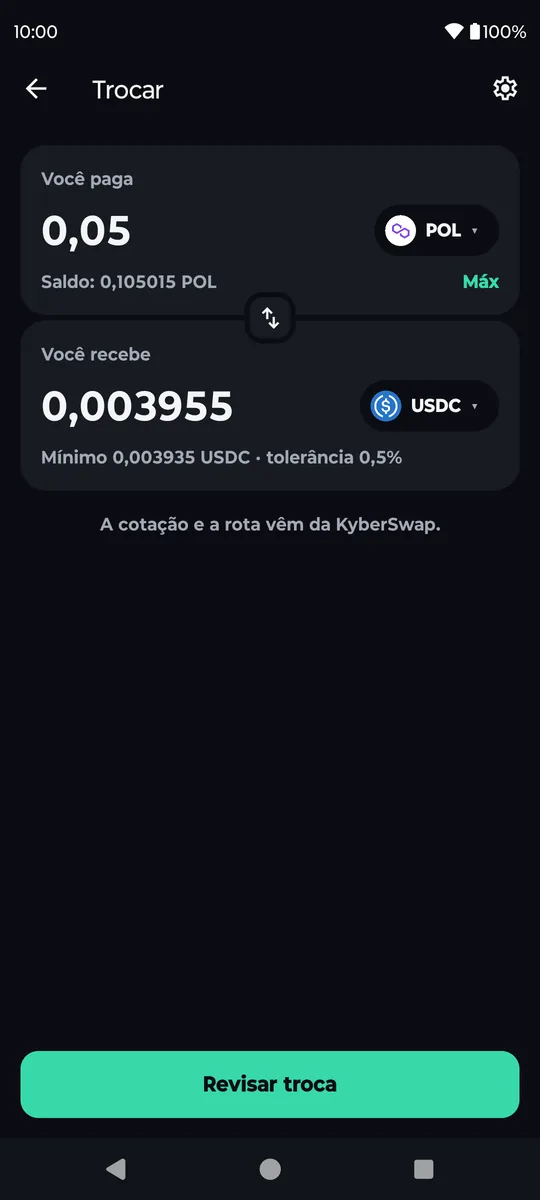 10:00
100%
Trocar
Você paga
0,05
POL
Saldo: 0,105015 POL
Máx
Você recebe
0,003955
USDC
Mínimo 0,003935 USDC · tolerância 0,5%
A cotação e a rota vêm da KyberSwap.
Revisar troca